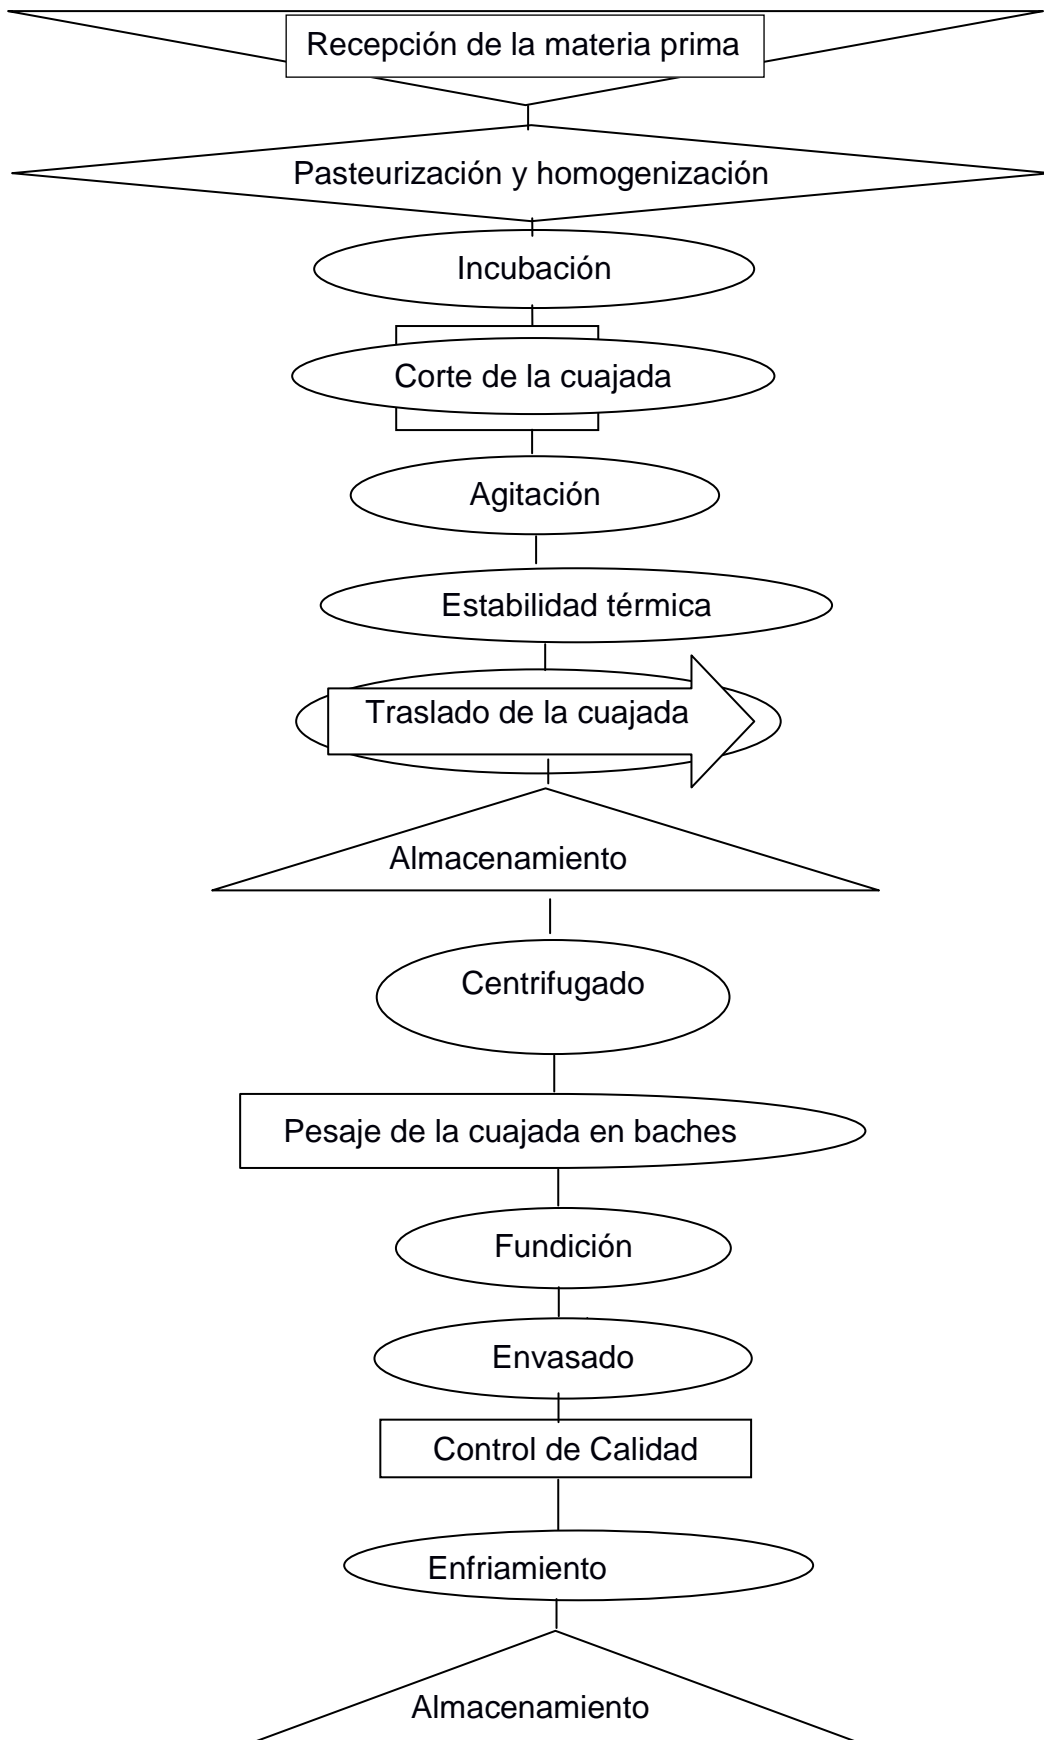 Recepción de la materia prima
Pasteurización y homogenización
Incubación
Corte de la cuajada
Agitación
Estabilidad térmica
Traslado de la cuajada
Almacenamiento
Centrifugado
Pesaje de la cuajada en baches
Fundición
Envasado
Control de Calidad
Enfriamiento
Almacenamiento